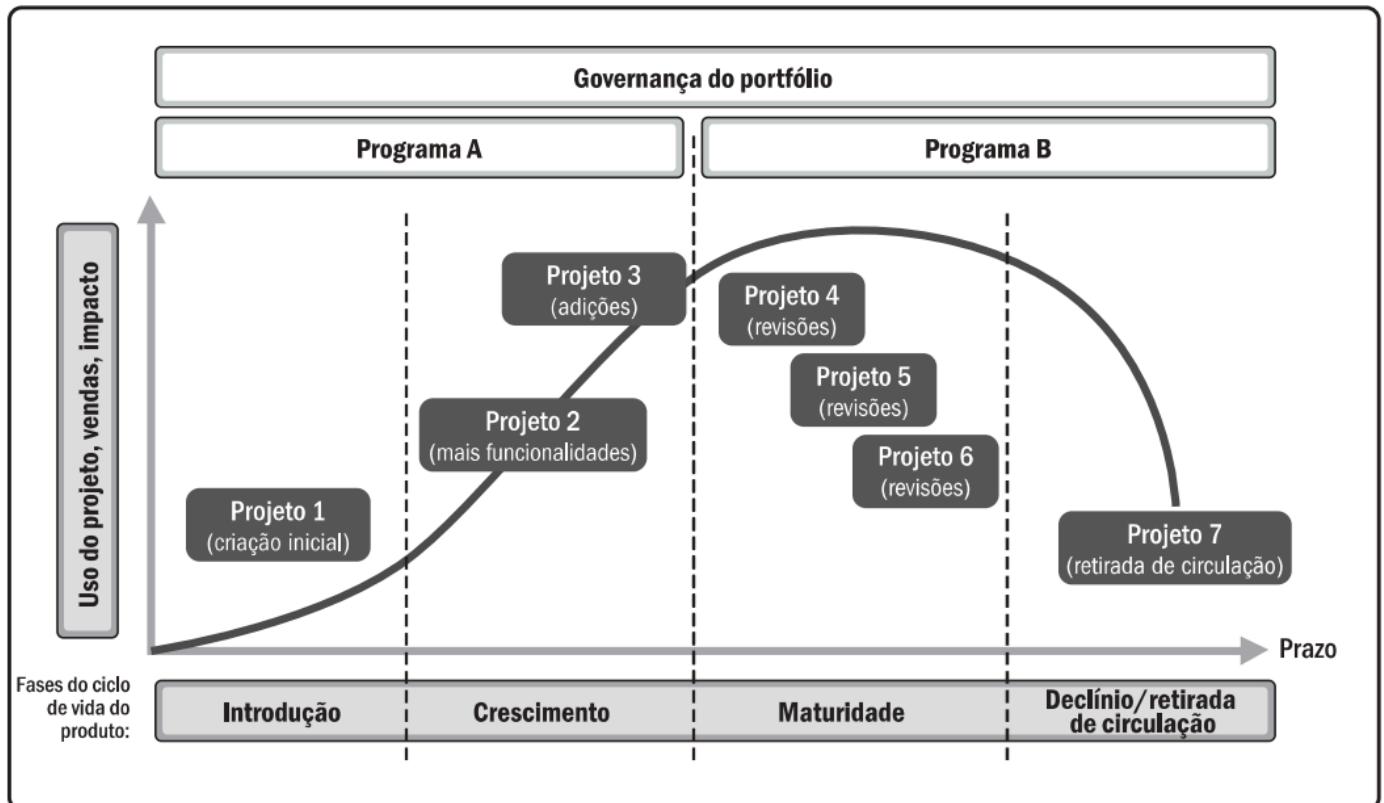 Governança do portfólio
Programa A
Programa B
Uso do projeto, vendas, impacto
Projeto 1
(criação inicial)
Projeto 2
(mais funcionalidades)
Projeto 3
(adições)
Projeto 4
(revisões)
Projeto 5
(revisões)
Projeto 6
(revisões)
Projeto 7
(retirada de circulação)
Prazo
Fases do ciclo
de vida do
produto:
Introdução
Crescimento
Maturidade
Declínio/retirada
de circulação